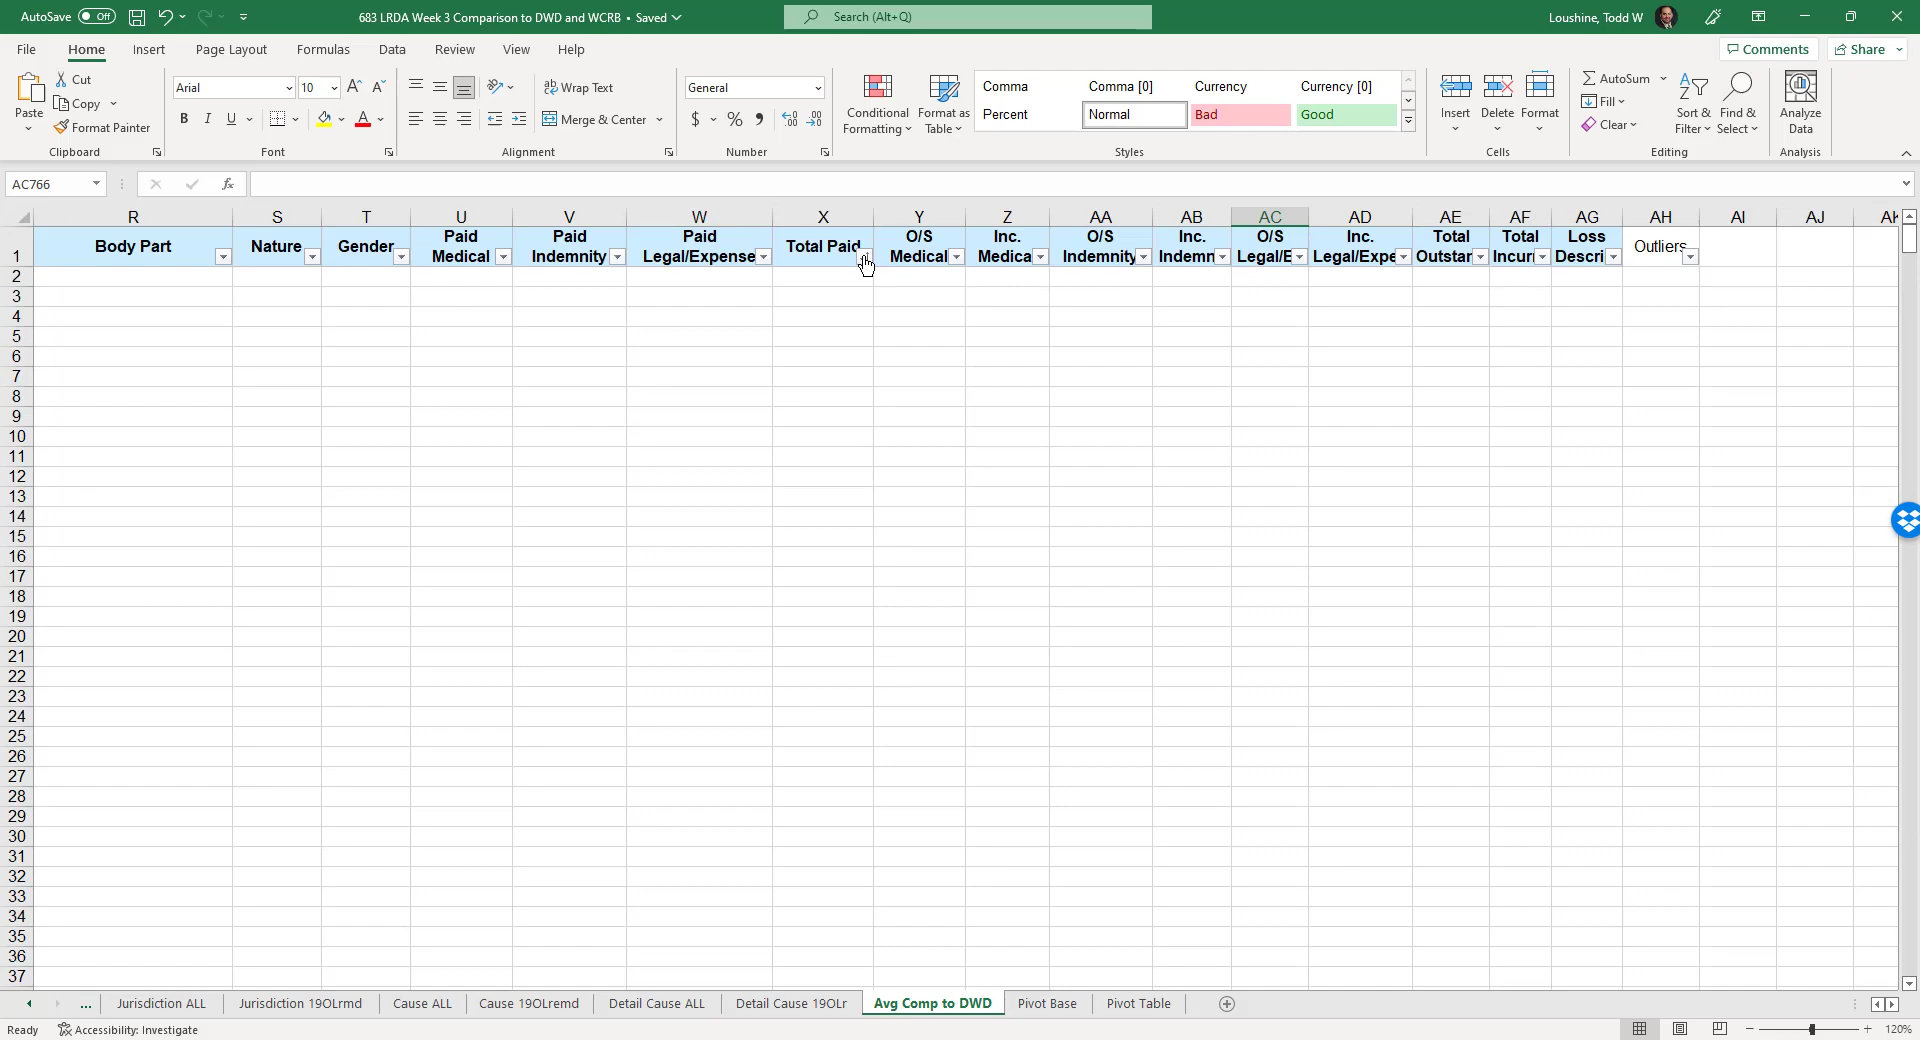 AutoSave Off 683 LRDA Week 3 Comparison to DWD and WCRB • Saved Search (Alt+Q) Loushine, Todd W
File Home Insert Page Layout Formulas Data Review View Help Comments Share
Paste Cut Copy Format Painter Clipboard
Arial 10 B I U A A A Font
ab Wrap Text Merge & Center Alignment
General $ % 9 Number
Conditional Formatting Format as Table
Comma Comma [0] Currency Currency [0]
Percent Normal Bad Good
Styles
Insert Delete Format Cells
AutoSum Fill Clear Sort & Filter Find & Select Editing
Analyze Data Analysis
AC766 fx
R S T U V W X Y Z AA AB AC AD AE AF AG AH AI AJ AK
1 Body Part Nature Gender Paid Medical Paid Indemnity Paid Legal/Expense Total Paid O/S Medical Inc. Medica O/S Indemnity Inc. Indemn O/S Legal/E Inc. Legal/Expe Total Outstar Total Incur Loss Descri Outliers
2
3
4
5
6
7
8
9
10
11
12
13
14
15
16
17
18
19
20
21
22
23
24
25
26
27
28
29
30
31
32
33
34
35
36
37
... Jurisdiction ALL Jurisdiction 19OLrmd Cause ALL Cause 19OLremd Detail Cause ALL Detail Cause 19OLr Avg Comp to DWD Pivot Base Pivot Table
Ready Accessibility: Investigate 120%